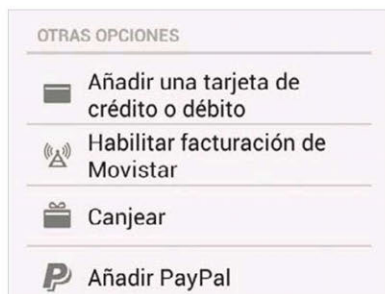 OTRAS OPCIONES
Añadir una tarjeta de
crédito o débito
Habilitar facturación de
Movistar
Canjear
Añadir PayPal